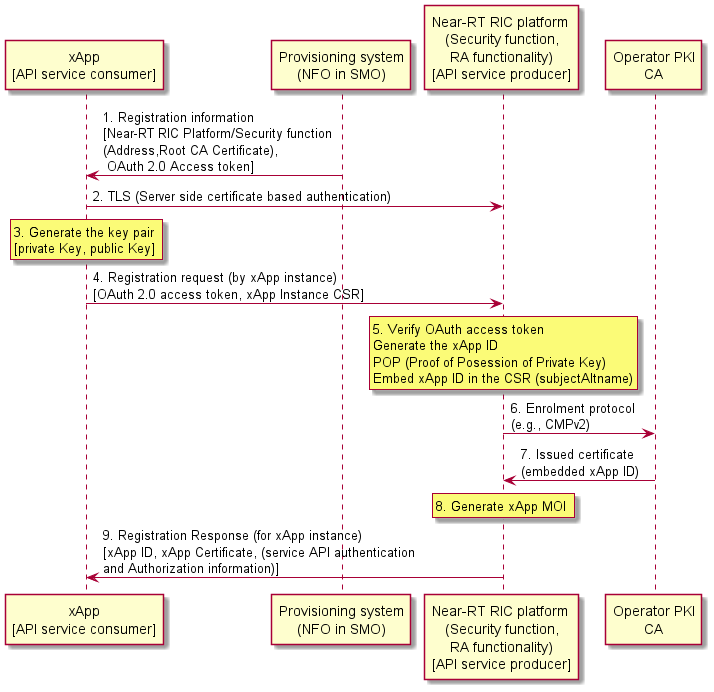 xApp
[API service consumer]
Provisioning system
(NFO in SMO)
Near-RT RIC platform
(Security function,
RA functionality)
[API service producer]
Operator PKI
CA
1. Registration information
[Near-RT RIC Platform/Security function
(Address,Root CA Certificate),
OAuth 2.0 Access token]
2. TLS (Server side certificate based authentication)
3. Generate the key pair
[private Key, public Key]
4. Registration request (by xApp instance)
[OAuth 2.0 access token, xApp Instance CSR]
5. Verify OAuth access token
Generate the xApp ID
POP (Proof of Posession of Private Key)
Embed xApp ID in the CSR (subjectAltname)
6. Enrolment protocol
(e.g., CMPv2)
7. Issued certificate
(embedded xApp ID)
8. Generate xApp MOI
9. Registration Response (for xApp instance)
[xApp ID, xApp Certificate, (service API authentication
and Authorization information)]
xApp
[API service consumer]
Provisioning system
(NFO in SMO)
Near-RT RIC platform
(Security function,
RA functionality)
[API service producer]
Operator PKI
CA